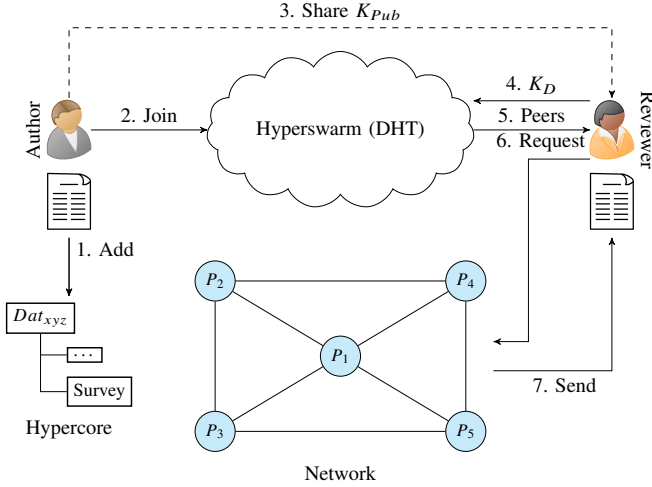 3. Share K_Pub
Author
2. Join
Hyperswarm (DHT)
4. K_D
5. Peers
6. Request
Reviewer
1. Add
Dat_xyz
...
Survey
Hypercore
P_2
P_4
P_1
P_3
P_5
7. Send
Network